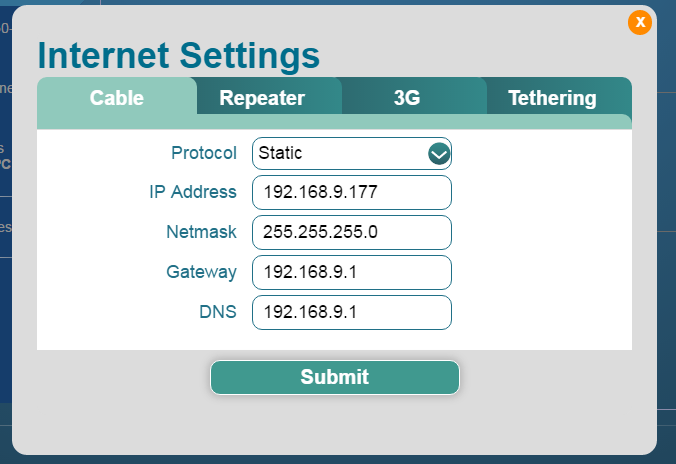 X
Internet Settings
Cable Repeater 3G Tethering
Protocol Static
IP Address 192.168.9.177
Netmask 255.255.255.0
Gateway 192.168.9.1
DNS 192.168.9.1
Submit